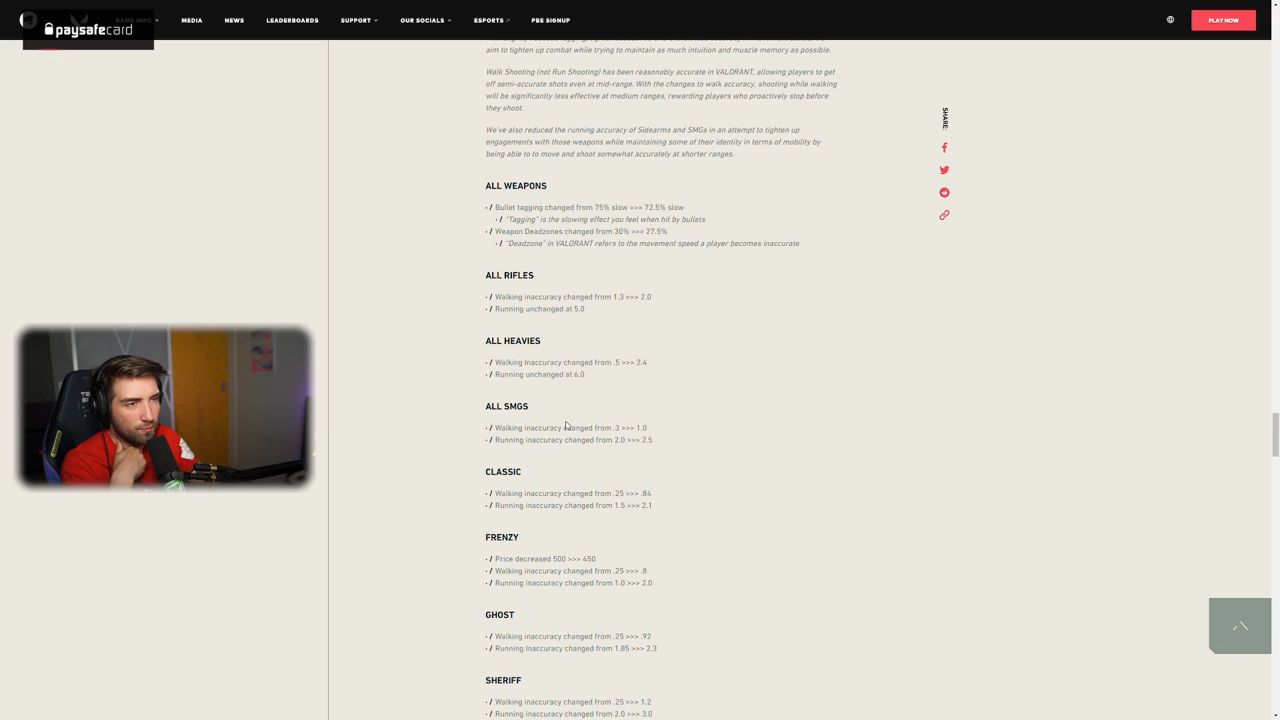 GAME INFO
MEDIA
NEWS
LEADERBOARDS
SUPPORT
OUR SOCIALS
ESPORTS
PBE SIGNUP
PLAY NOW
paysafecard
aim to tighten up combat while trying to maintain as much intuition and muscle memory as possible.
Walk Shooting (not Run Shooting) has been reasonably accurate in VALORANT, allowing players to get
off semi-accurate shots even at mid-range. With the changes to walk accuracy, shooting while walking
will be significantly less effective at medium ranges, rewarding players who proactively stop before
they shoot.
We've also reduced the running accuracy of Sidearms and SMGs in an attempt to tighten up
engagements with those weapons while maintaining some of their identity in terms of mobility by
being able to to move and shoot somewhat accurately at shorter ranges.
SHARE:
ALL WEAPONS
· / Bullet tagging changed from 75% slow >>> 72.5% slow
· / "Tagging" is the slowing effect you feel when hit by bullets
· / Weapon Deadzones changed from 30% >>> 27.5%
· / "Deadzone" in VALORANT refers to the movement speed a player becomes inaccurate
ALL RIFLES
· / Walking inaccuracy changed from 1.3 >>> 2.0
· / Running unchanged at 5.0
ALL HEAVIES
· / Walking Inaccuracy changed from .5 >>> 2.4
· / Running unchanged at 6.0
ALL SMGS
· / Walking inaccuracy changed from .3 >>> 1.0
· / Running inaccuracy changed from 2.0 >>> 2.5
CLASSIC
· / Walking inaccuracy changed from .25 >>> .84
· / Running inaccuracy changed from 1.5 >>> 2.1
FRENZY
· / Price decreased 500 >>> 450
· / Walking inaccuracy changed from .25 >>> .8
· / Running inaccuracy changed from 1.0 >>> 2.0
GHOST
· / Walking inaccuracy changed from .25 >>> .92
· / Running Inaccuracy changed from 1.85 >>> 2.3
SHERIFF
· / Walking inaccuracy changed from .25 >>> 1.2
· / Running inaccuracy changed from 2.0 >>> 3.0